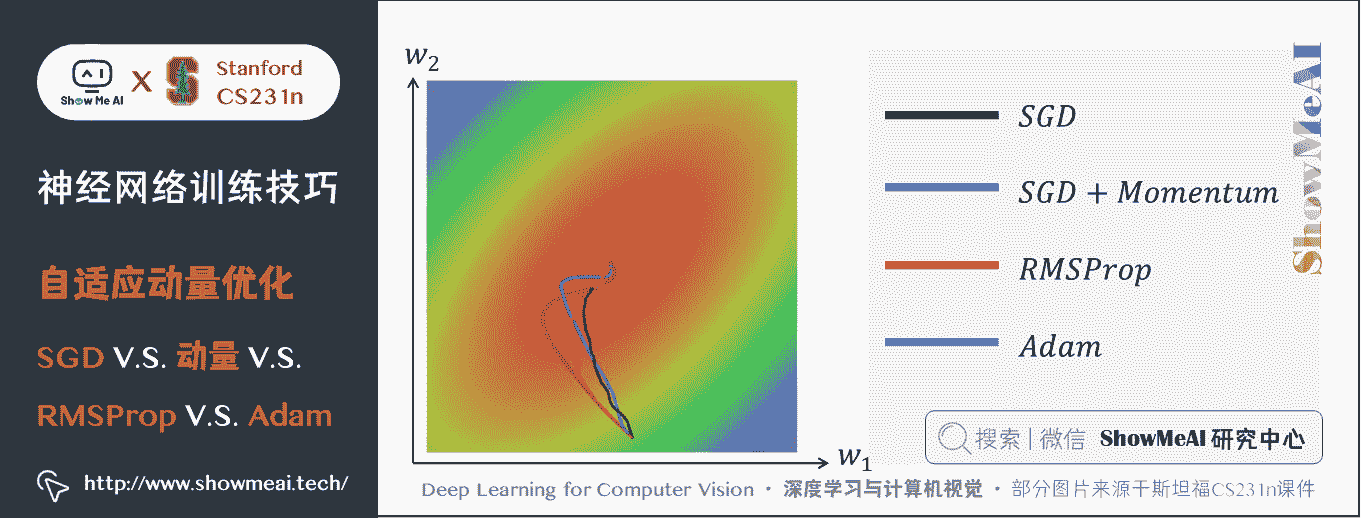 Show Me AI
X
Stanford
CS231n
神经网络训练技巧
自适应动量优化
SGD V.S. 动量 V.S.
RMSProp V.S. Adam
http://www.showmeai.tech/
w2
w1
SGD
SGD + Momentum
RMSProp
Adam
ShowMeAI
搜索 | 微信 ShowMeAI 研究中心
Deep Learning for Computer Vision · 深度学习与计算机视觉 · 部分图片来源于斯坦福CS231n课件